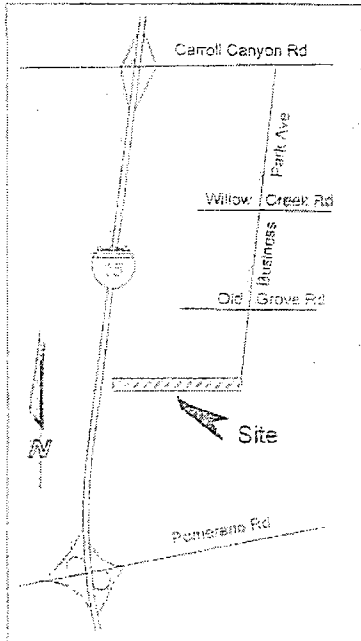 Carroll Canyon Rd
Park Ave
Willow Creek Rd
Business
15
Old Grove Rd
N
Site
Pomerado Rd